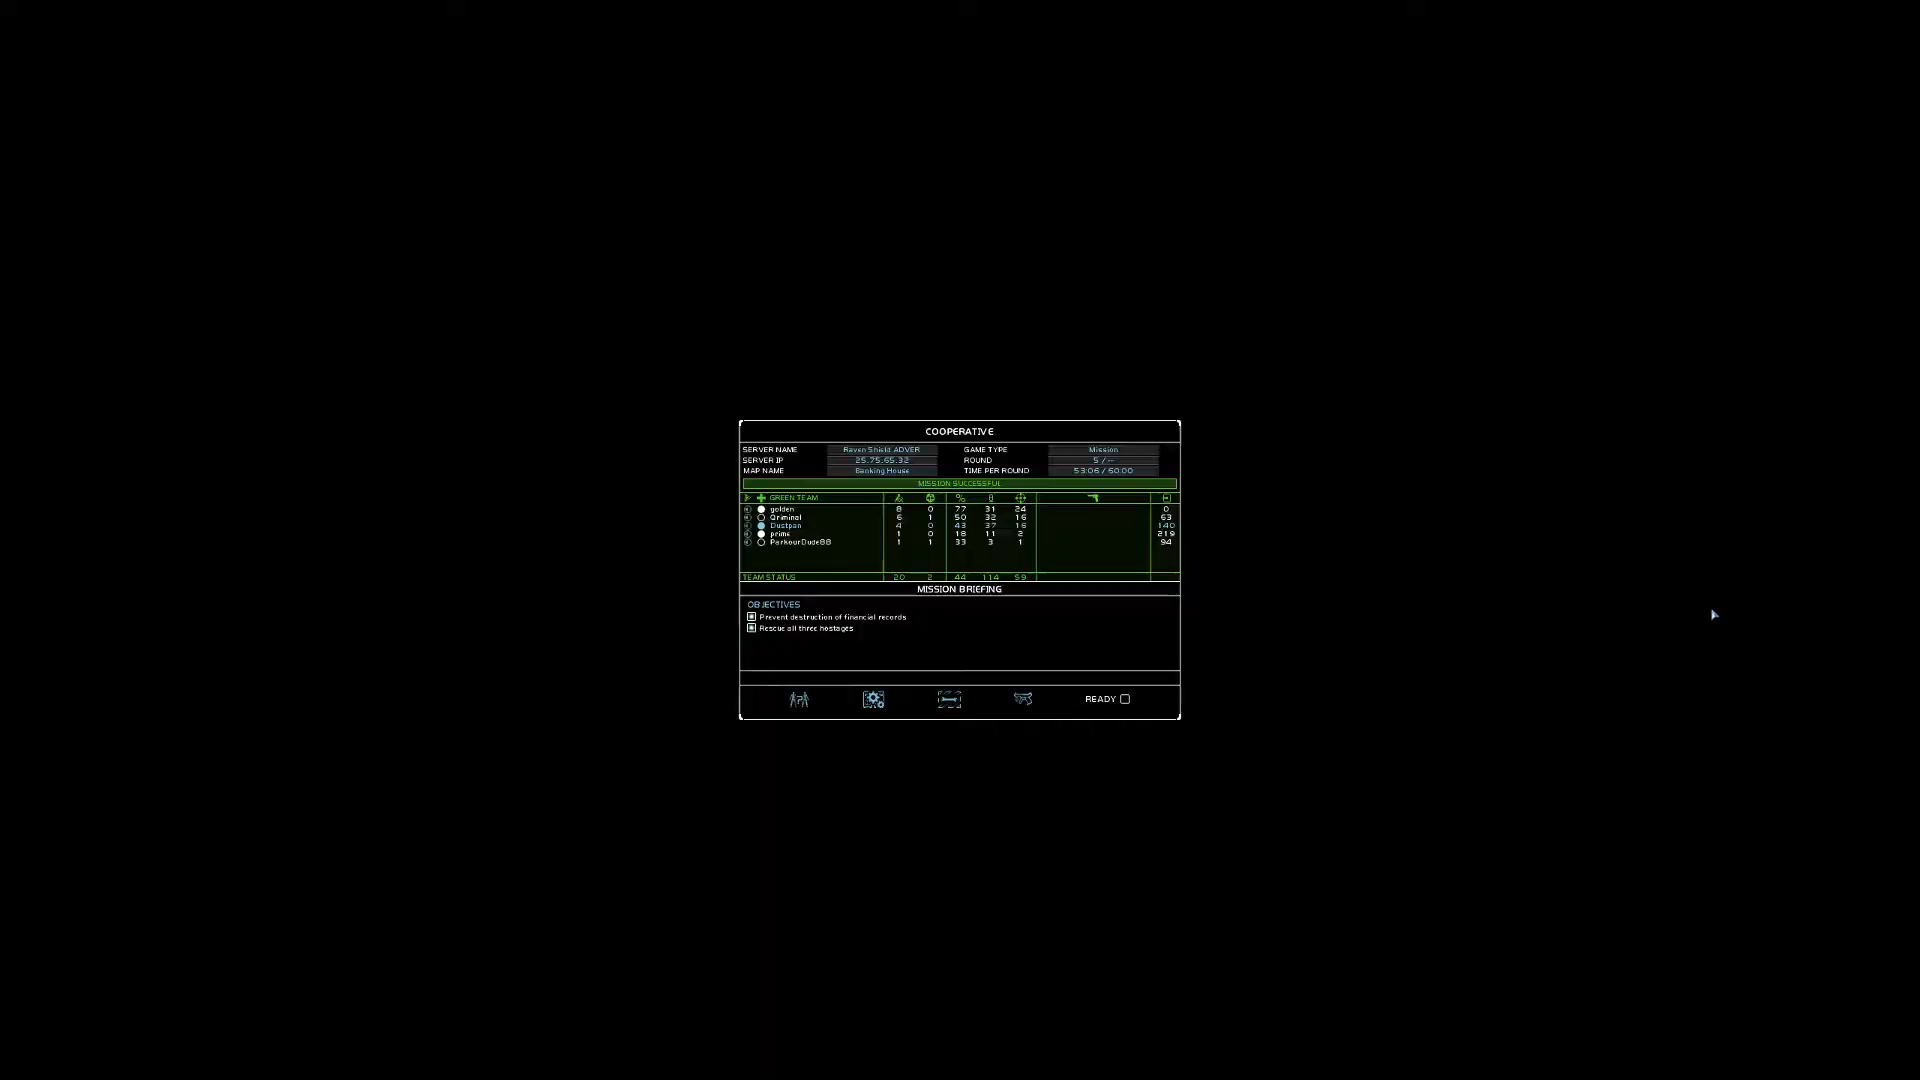 COOPERATIVE
SERVER NAME Raven Shield ADVER GAME TYPE Mission
SERVER IP 25.75.65.32 ROUND 5 / --
MAP NAME Banking House TIME PER ROUND 53:06 / 60:00
MISSION SUCCESSFUL
GREEN TEAM %
golden 8 0 77 31 24 0
Qriminal 6 1 50 32 16 63
Dustpan 4 0 43 37 16 140
prime 1 0 18 11 2 219
ParkourDude88 1 1 33 3 1 94
TEAM STATUS 20 2 44 114 59
MISSION BRIEFING
OBJECTIVES
Prevent destruction of financial records
Rescue all three hostages
READY